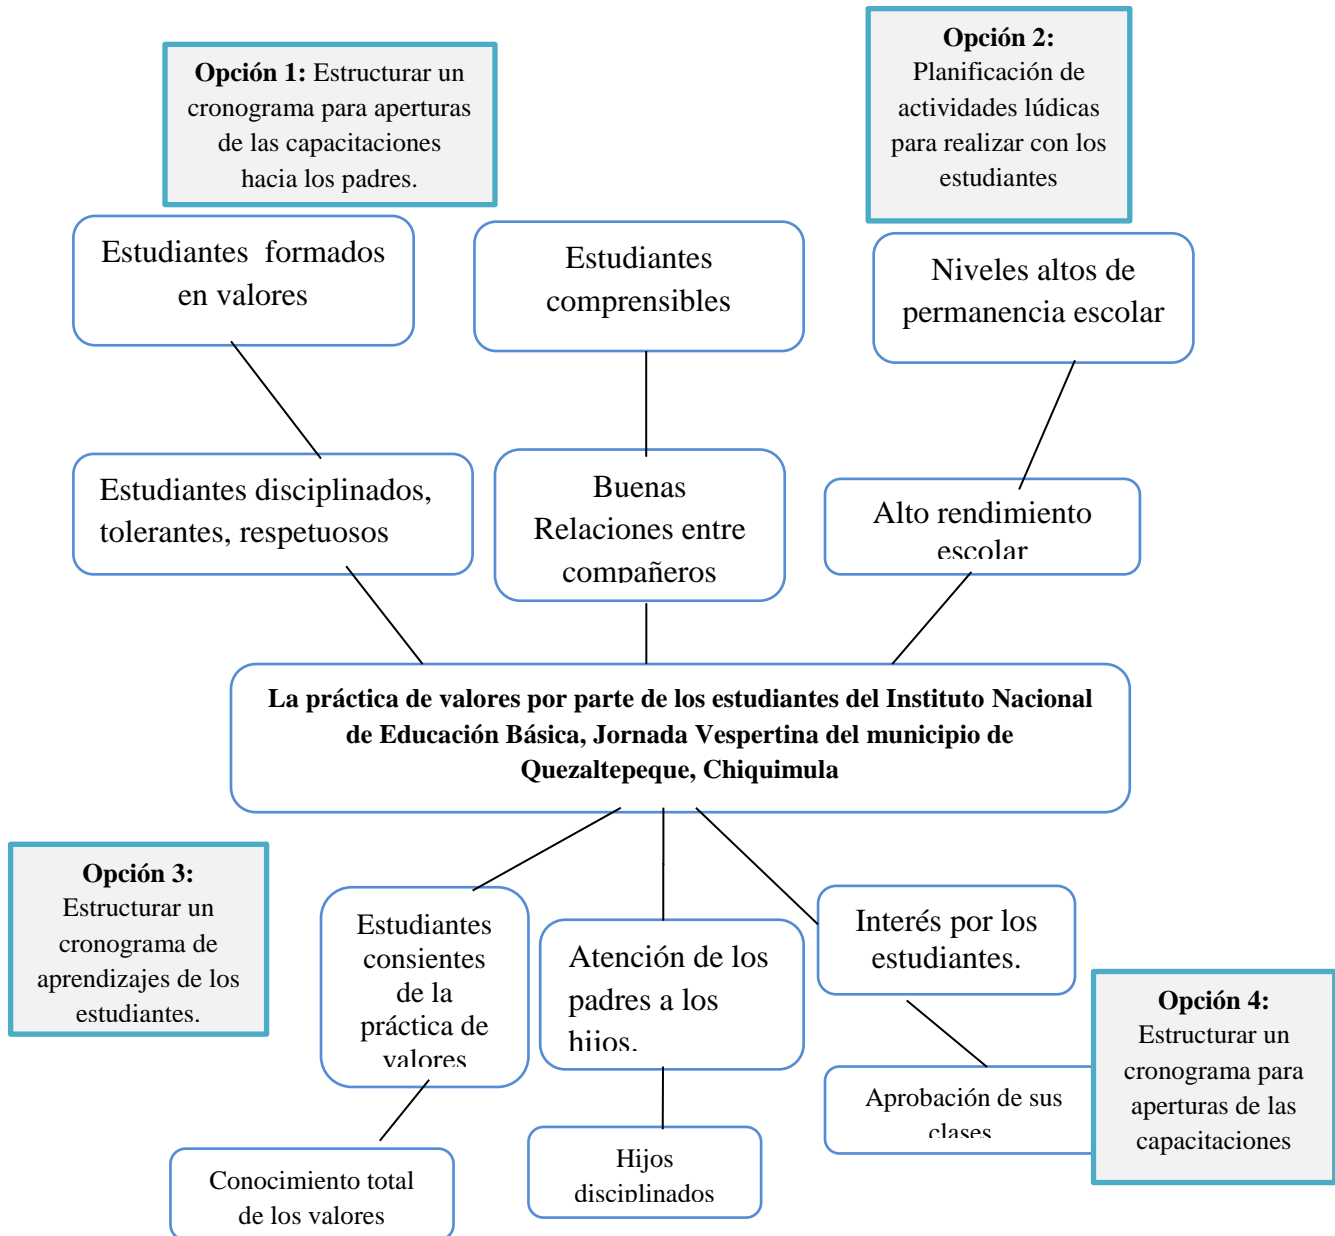 Opción 1: Estructurar un
cronograma para aperturas
de las capacitaciones
hacia los padres.
Opción 2:
Planificación de
actividades lúdicas
para realizar con los
estudiantes
Estudiantes formados
en valores
Estudiantes
comprensibles
Niveles altos de
permanencia escolar
Estudiantes disciplinados,
tolerantes, respetuosos
Buenas
Relaciones entre
compañeros
Alto rendimiento
escolar
La práctica de valores por parte de los estudiantes del Instituto Nacional
de Educación Básica, Jornada Vespertina del municipio de
Quezaltepeque, Chiquimula
Opción 3:
Estructurar un
cronograma de
aprendizajes de los
estudiantes.
Estudiantes
consientes
de la
práctica de
valores
Atención de los
padres a los
hijos.
Interés por los
estudiantes.
Opción 4:
Estructurar un
cronograma para
aperturas de las
capacitaciones
Conocimiento total
de los valores
Hijos
disciplinados
Aprobación de sus
clases